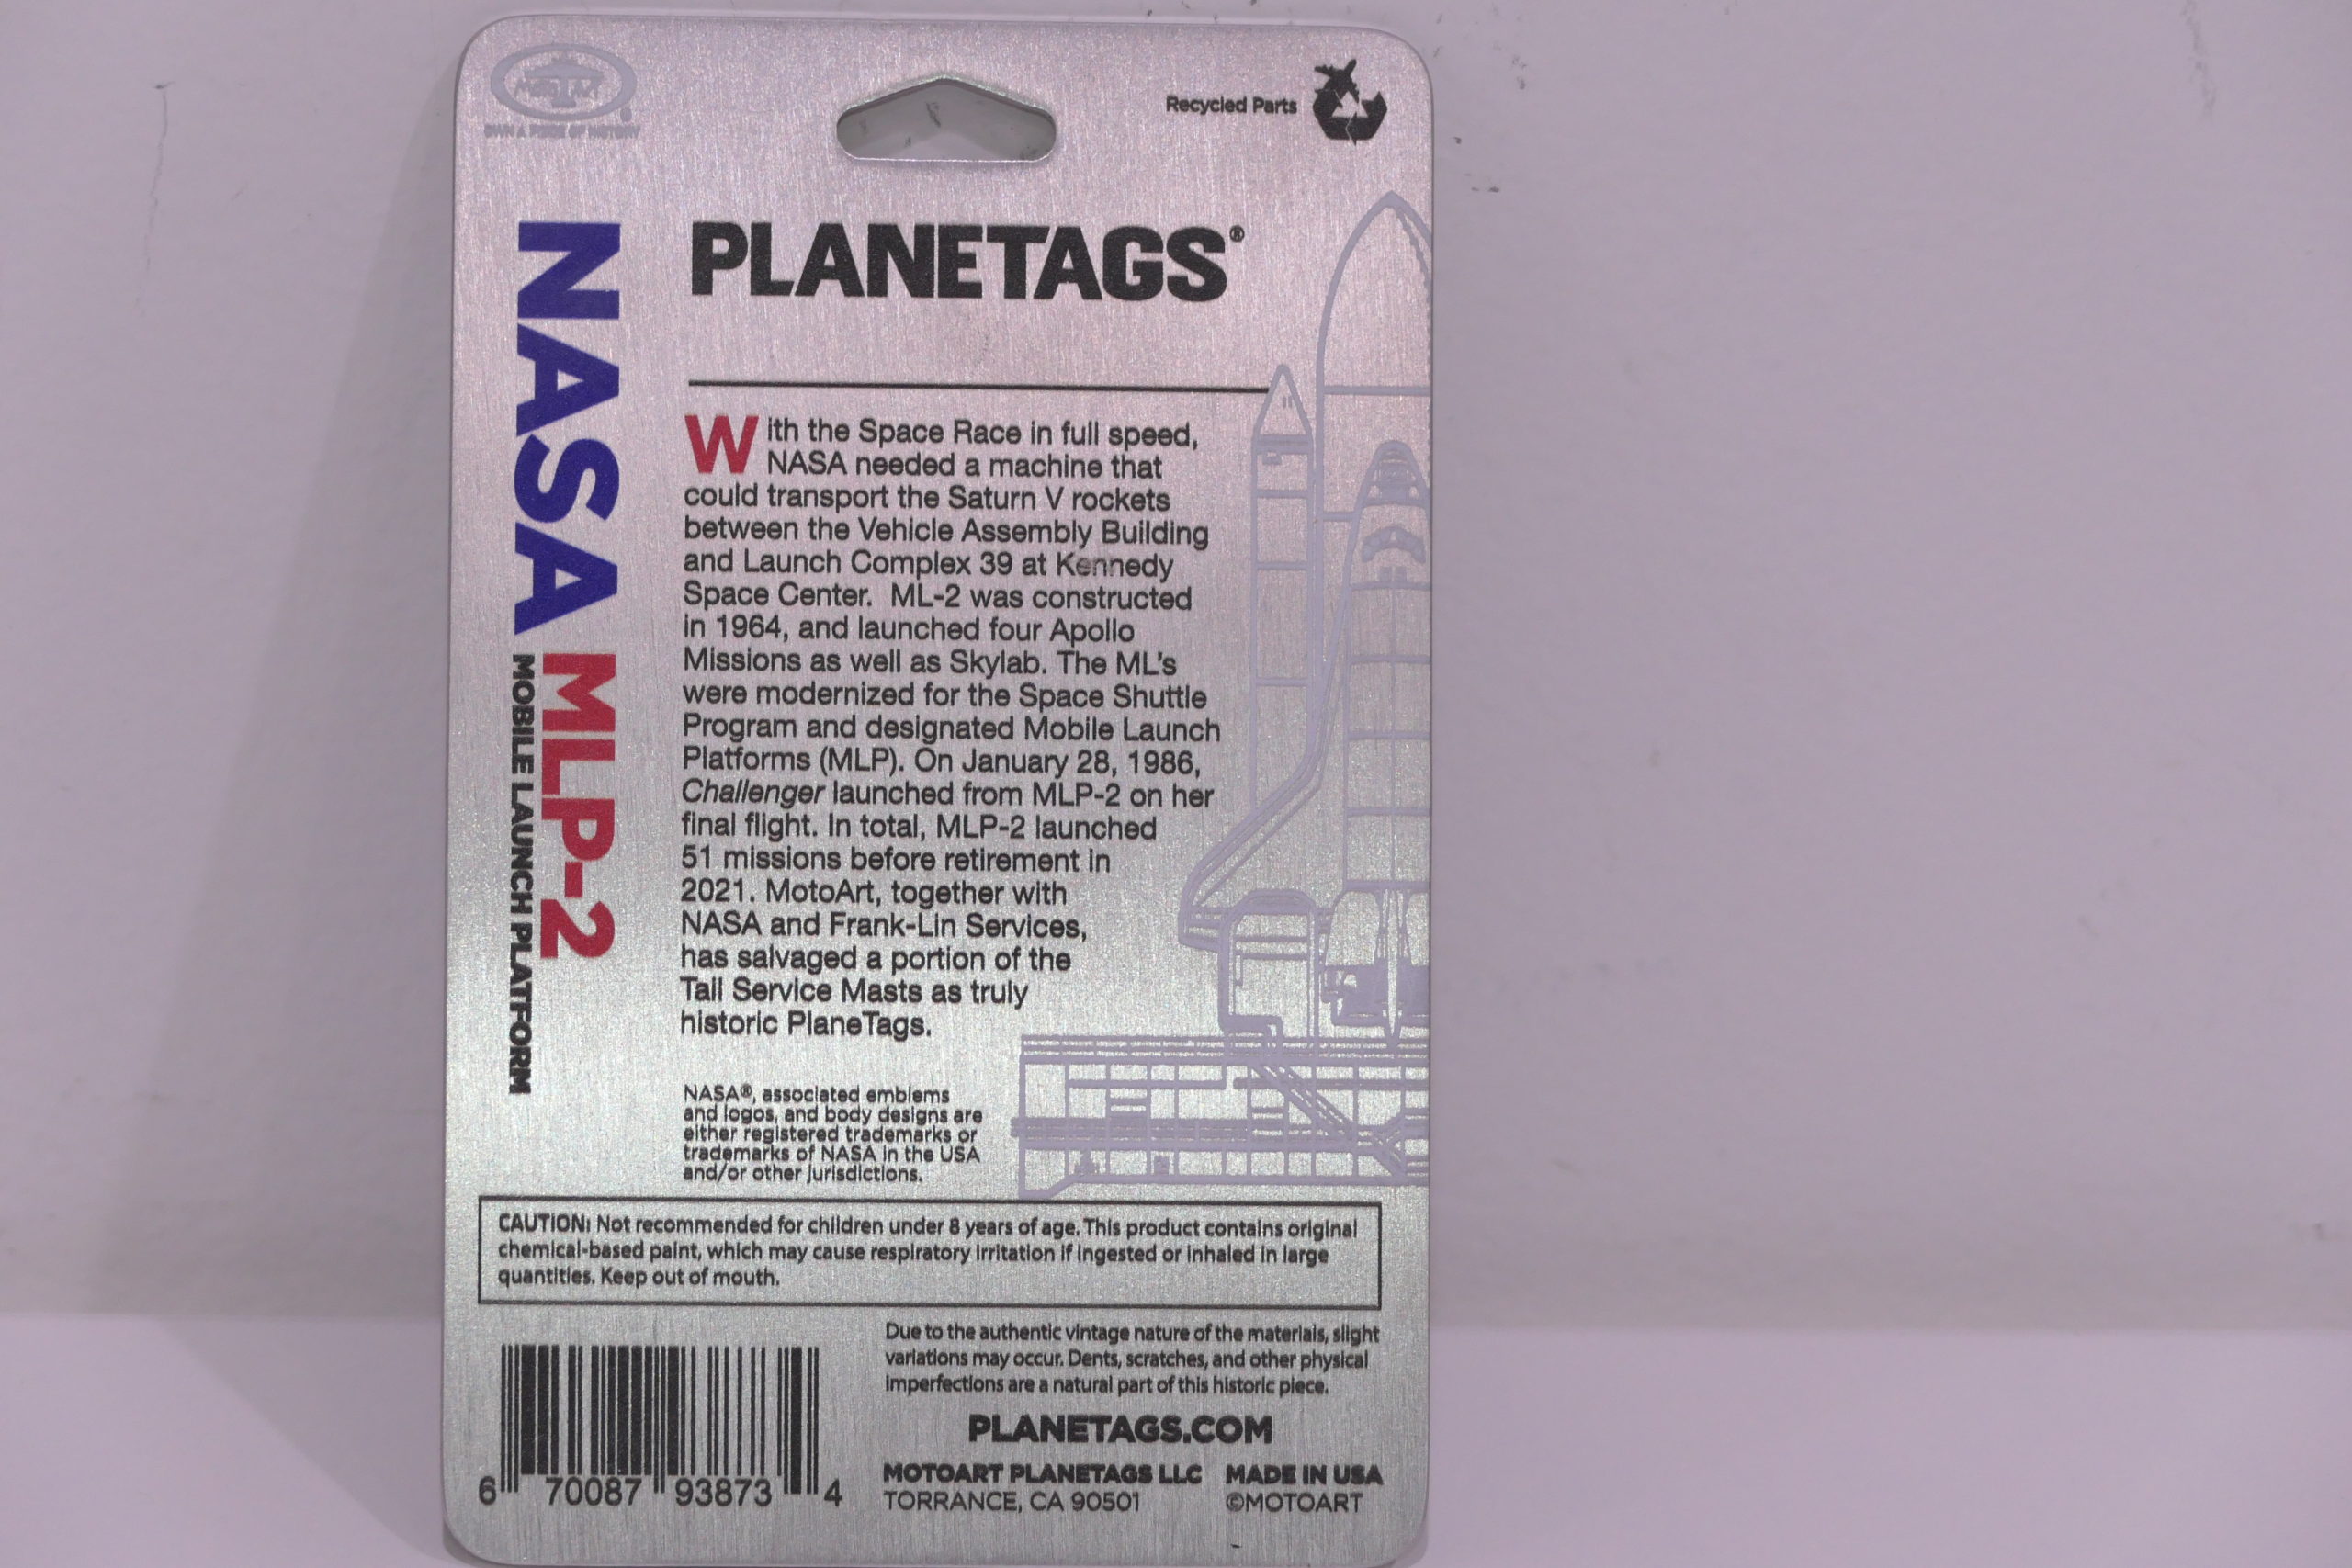 OWN A PIECE OF HISTORY
Recycled Parts
PLANETAGS®
NASA MLP-2
MOBILE LAUNCH PLATFORM
With the Space Race in full speed,
NASA needed a machine that
could transport the Saturn V rockets
between the Vehicle Assembly Building
and Launch Complex 39 at Kennedy
Space Center. ML-2 was constructed
in 1964, and launched four Apollo
Missions as well as Skylab. The ML's
were modernized for the Space Shuttle
Program and designated Mobile Launch
Platforms (MLP). On January 28, 1986,
Challenger launched from MLP-2 on her
final flight. In total, MLP-2 launched
51 missions before retirement in
2021. MotoArt, together with
NASA and Frank-Lin Services,
has salvaged a portion of the
Tail Service Masts as truly
historic PlaneTags.
NASA®, associated emblems
and logos, and body designs are
either registered trademarks or
trademarks of NASA in the USA
and/or other jurisdictions.
CAUTION: Not recommended for children under 8 years of age. This product contains original
chemical-based paint, which may cause respiratory irritation if ingested or inhaled in large
quantities. Keep out of mouth.
Due to the authentic vintage nature of the materials, slight
variations may occur. Dents, scratches, and other physical
imperfections are a natural part of this historic piece.
PLANETAGS.COM
MOTOART PLANETAGS LLC MADE IN USA
TORRANCE, CA 90501 ©MOTOART
6 70087 93873 4